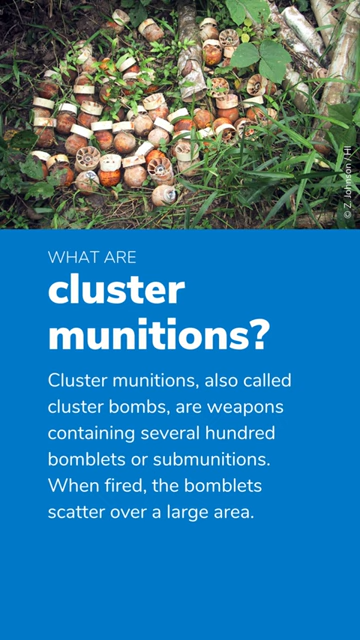 © Z. Johnson / HI
WHAT ARE
cluster
munitions?
Cluster munitions, also called
cluster bombs, are weapons
containing several hundred
bomblets or submunitions.
When fired, the bomblets
scatter over a large area.